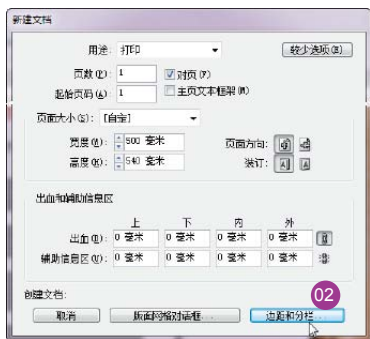 新建文档
用途: 打印 较少选项(O)
页数(P): 1 对页(F)
起始页码(A): 1 主页文本框架(M)
页面大小(S): [自定]
宽度(W): 500 毫米 页面方向:
高度(H): 540 毫米 装订:
出血和辅助信息区
上 下 内 外
出血(D): 0 毫米 0 毫米 0 毫米 0 毫米
辅助信息区(U): 0 毫米 0 毫米 0 毫米 0 毫米
创建文档: 02
取消 版面网格对话框... 边距和分栏...